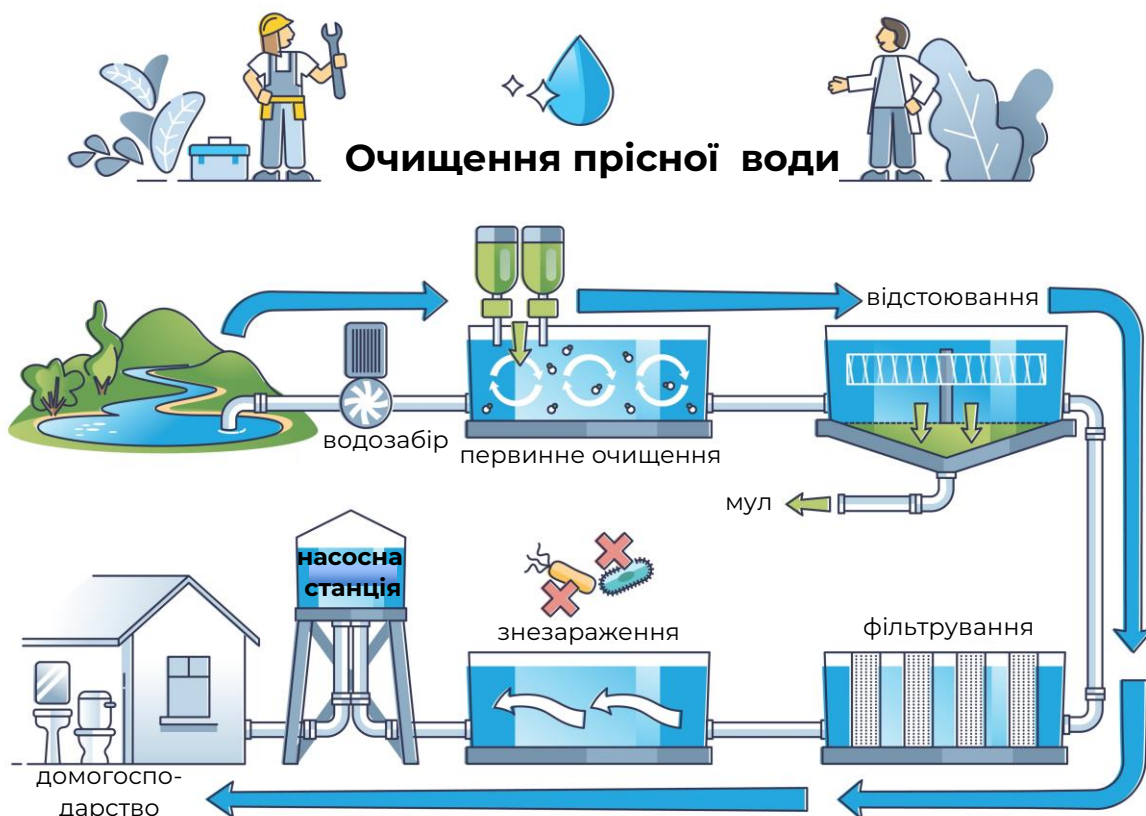 Очищення прісної води
відстоювання
водозабір
первинне очищення
мул
насосна
станція
знезараження
фільтрування
домогоспо-
дарство